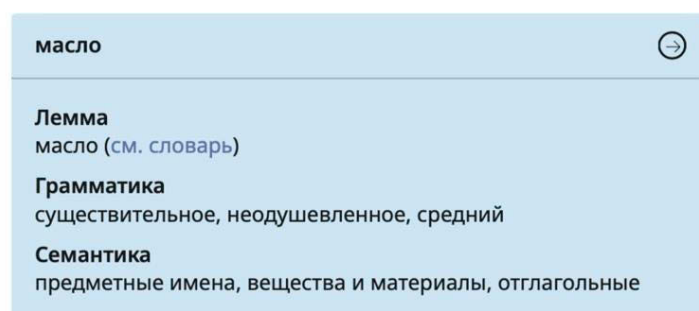 масло
Лемма
масло (см. словарь)
Грамматика
существительное, неодушевленное, средний
Семантика
предметные имена, вещества и материалы, отглагольные